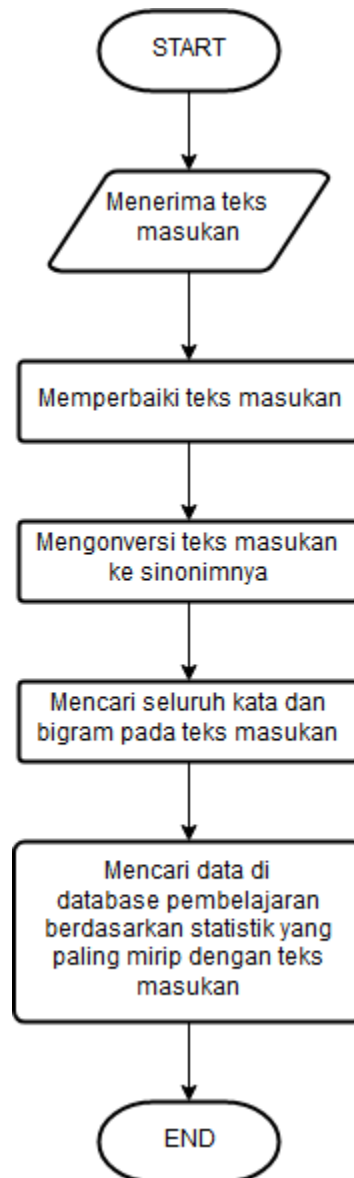 START
Menerima teks
masukan
Memperbaiki teks masukan
Mengonversi teks masukan
ke sinonimnya
Mencari seluruh kata dan
bigram pada teks masukan
Mencari data di
database pembelajaran
berdasarkan statistik yang
paling mirip dengan teks
masukan
END